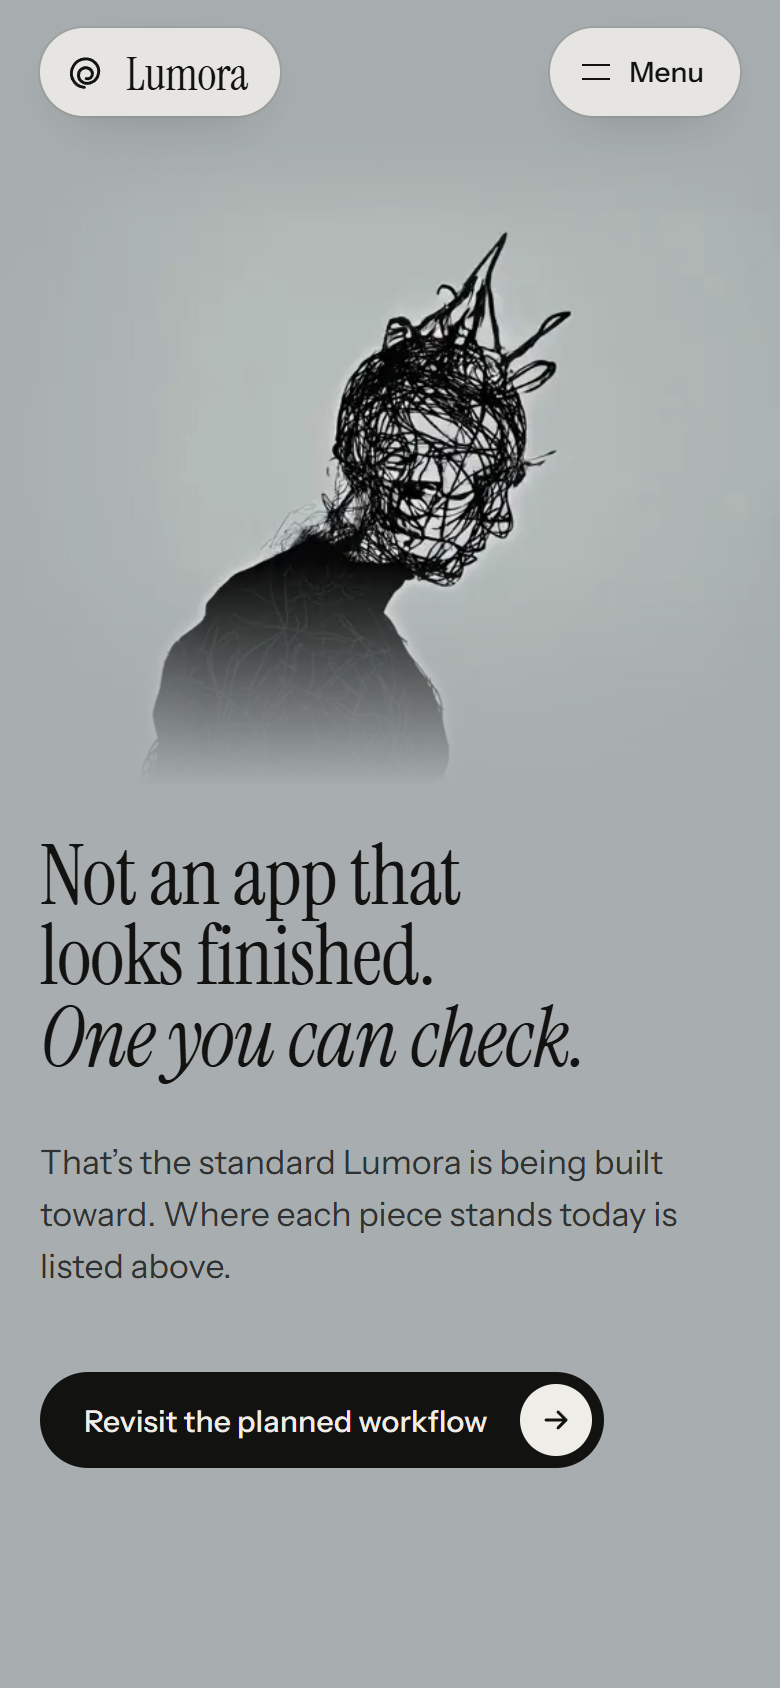 Lumora
Menu
Not an app that
looks finished.
One you can check.
That’s the standard Lumora is being built
toward. Where each piece stands today is
listed above.
Revisit the planned workflow